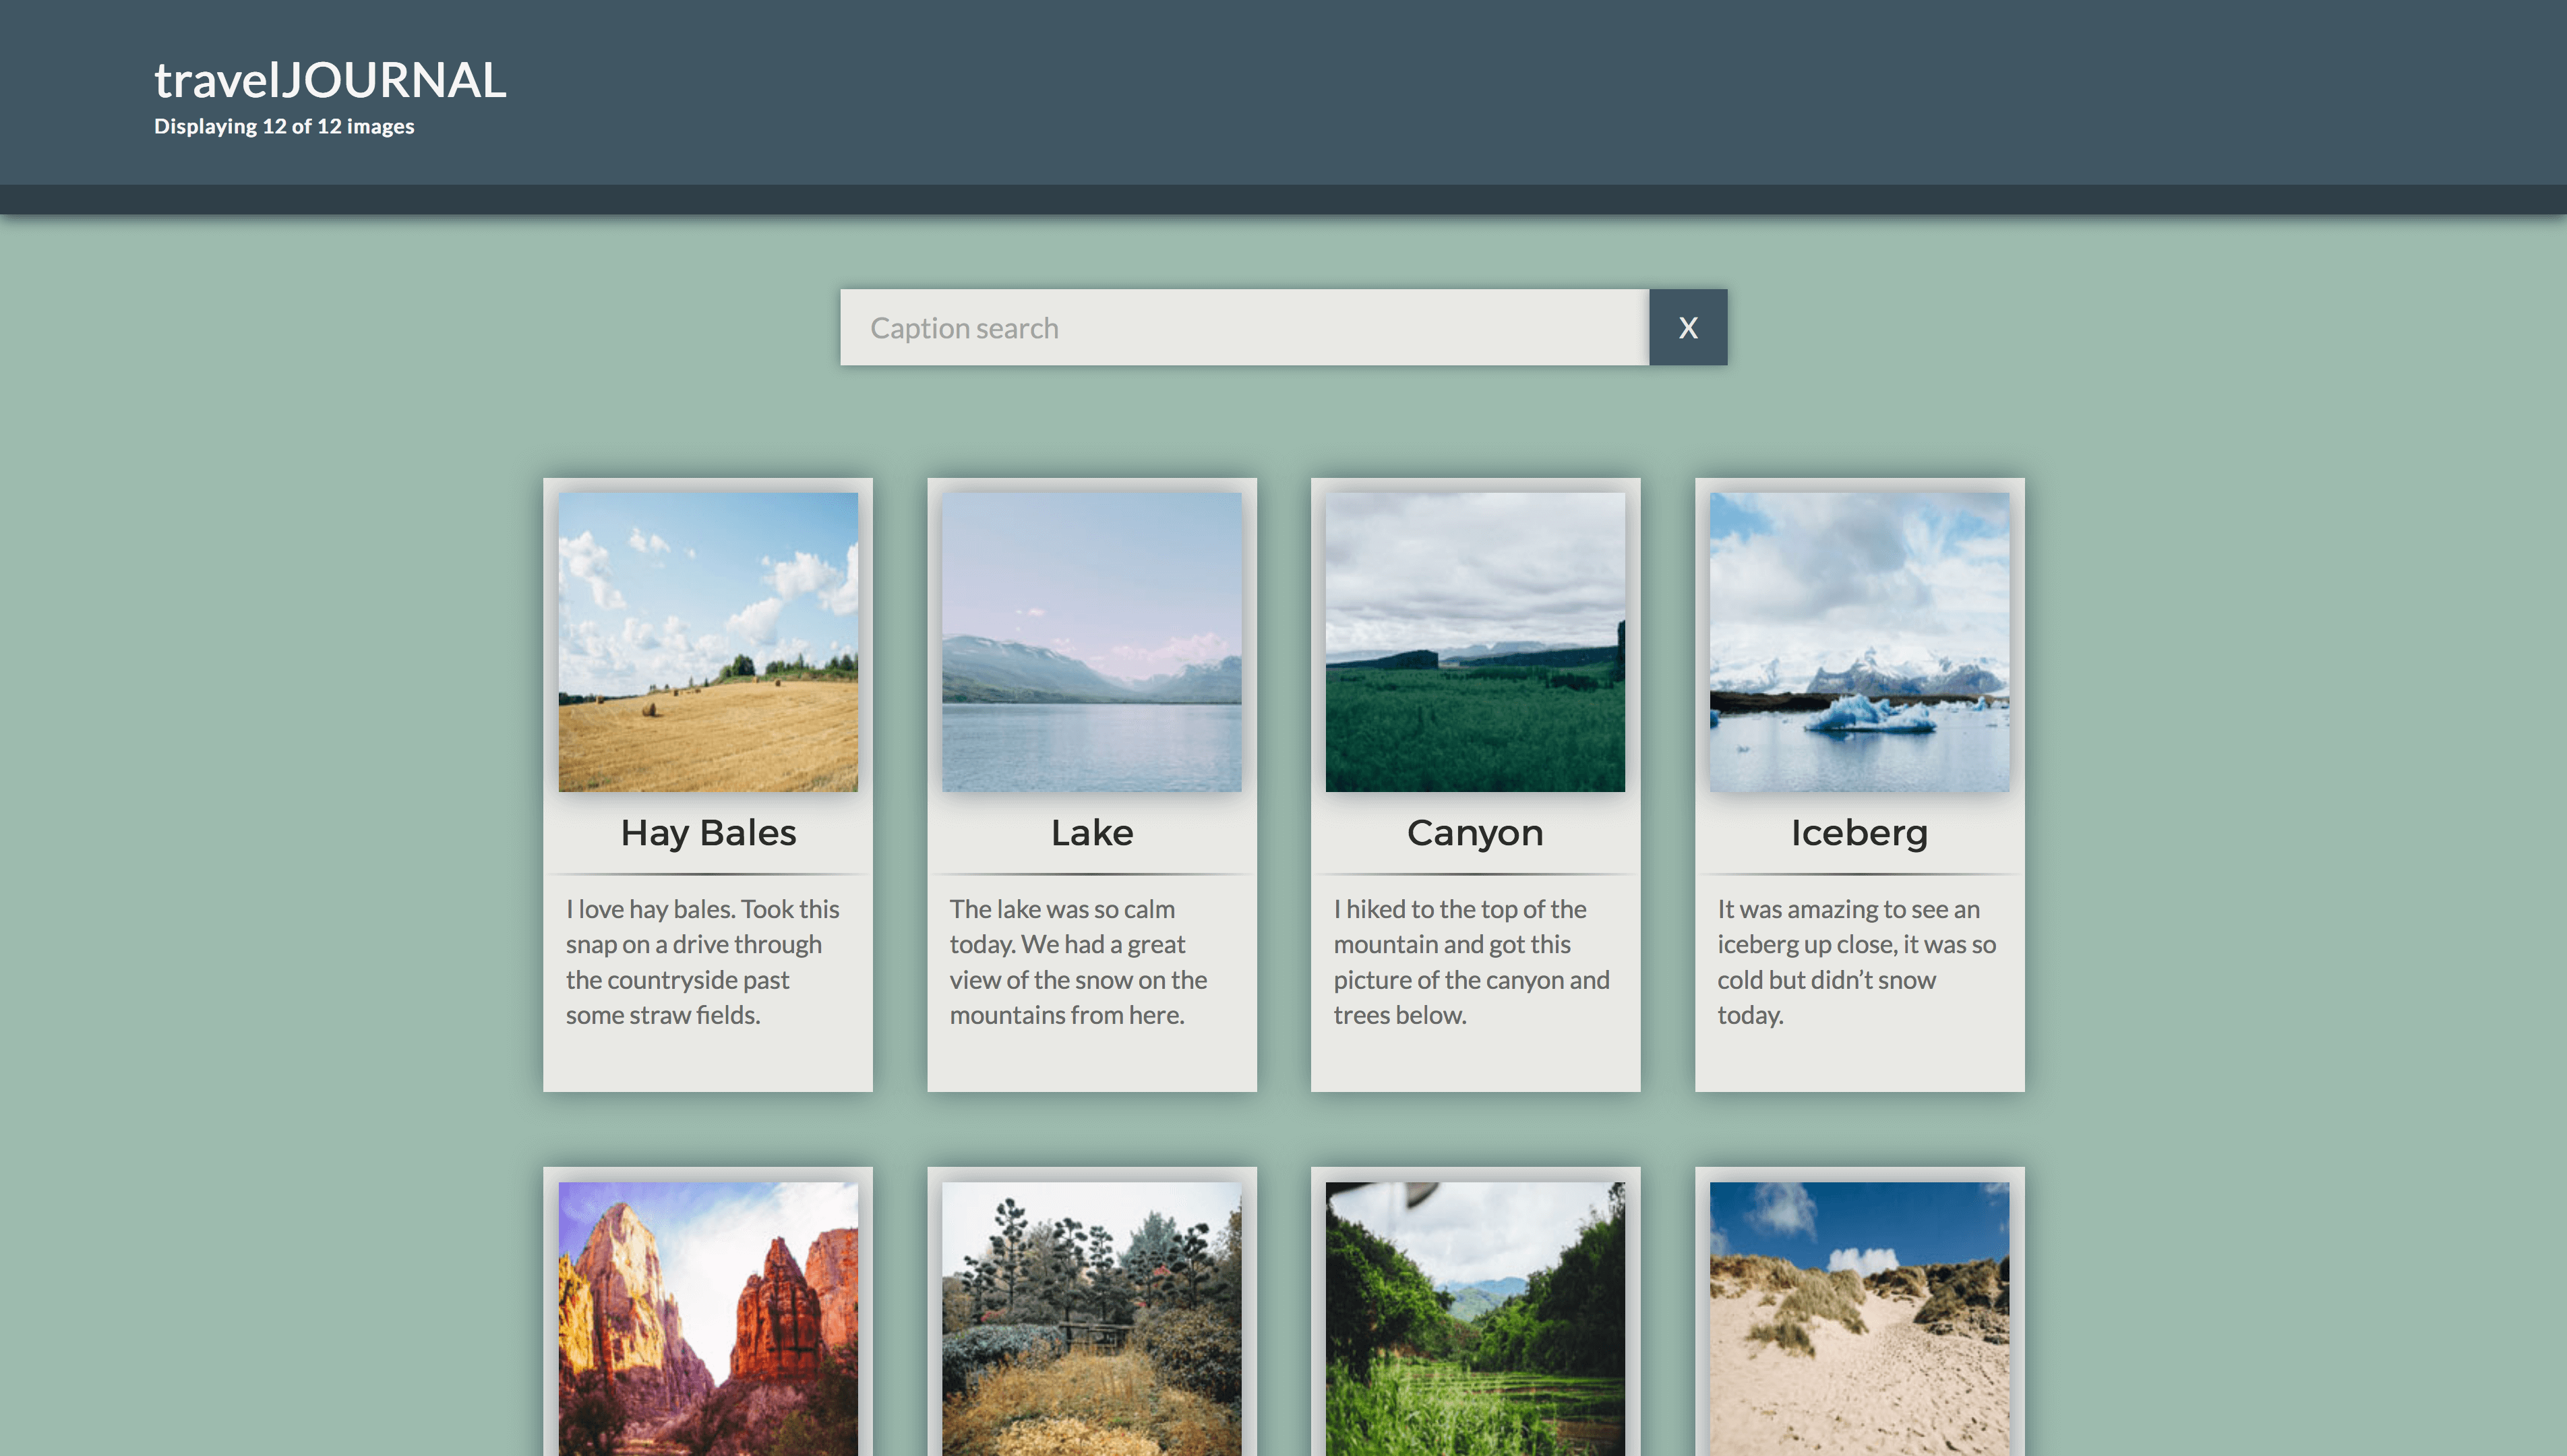 travelJOURNAL
Displaying 12 of 12 images
Caption search
X
Hay Bales
I love hay bales. Took this
snap on a drive through
the countryside past
some straw fields.
Lake
The lake was so calm
today. We had a great
view of the snow on the
mountains from here.
Canyon
I hiked to the top of the
mountain and got this
picture of the canyon and
trees below.
Iceberg
It was amazing to see an
iceberg up close, it was so
cold but didn’t snow
today.